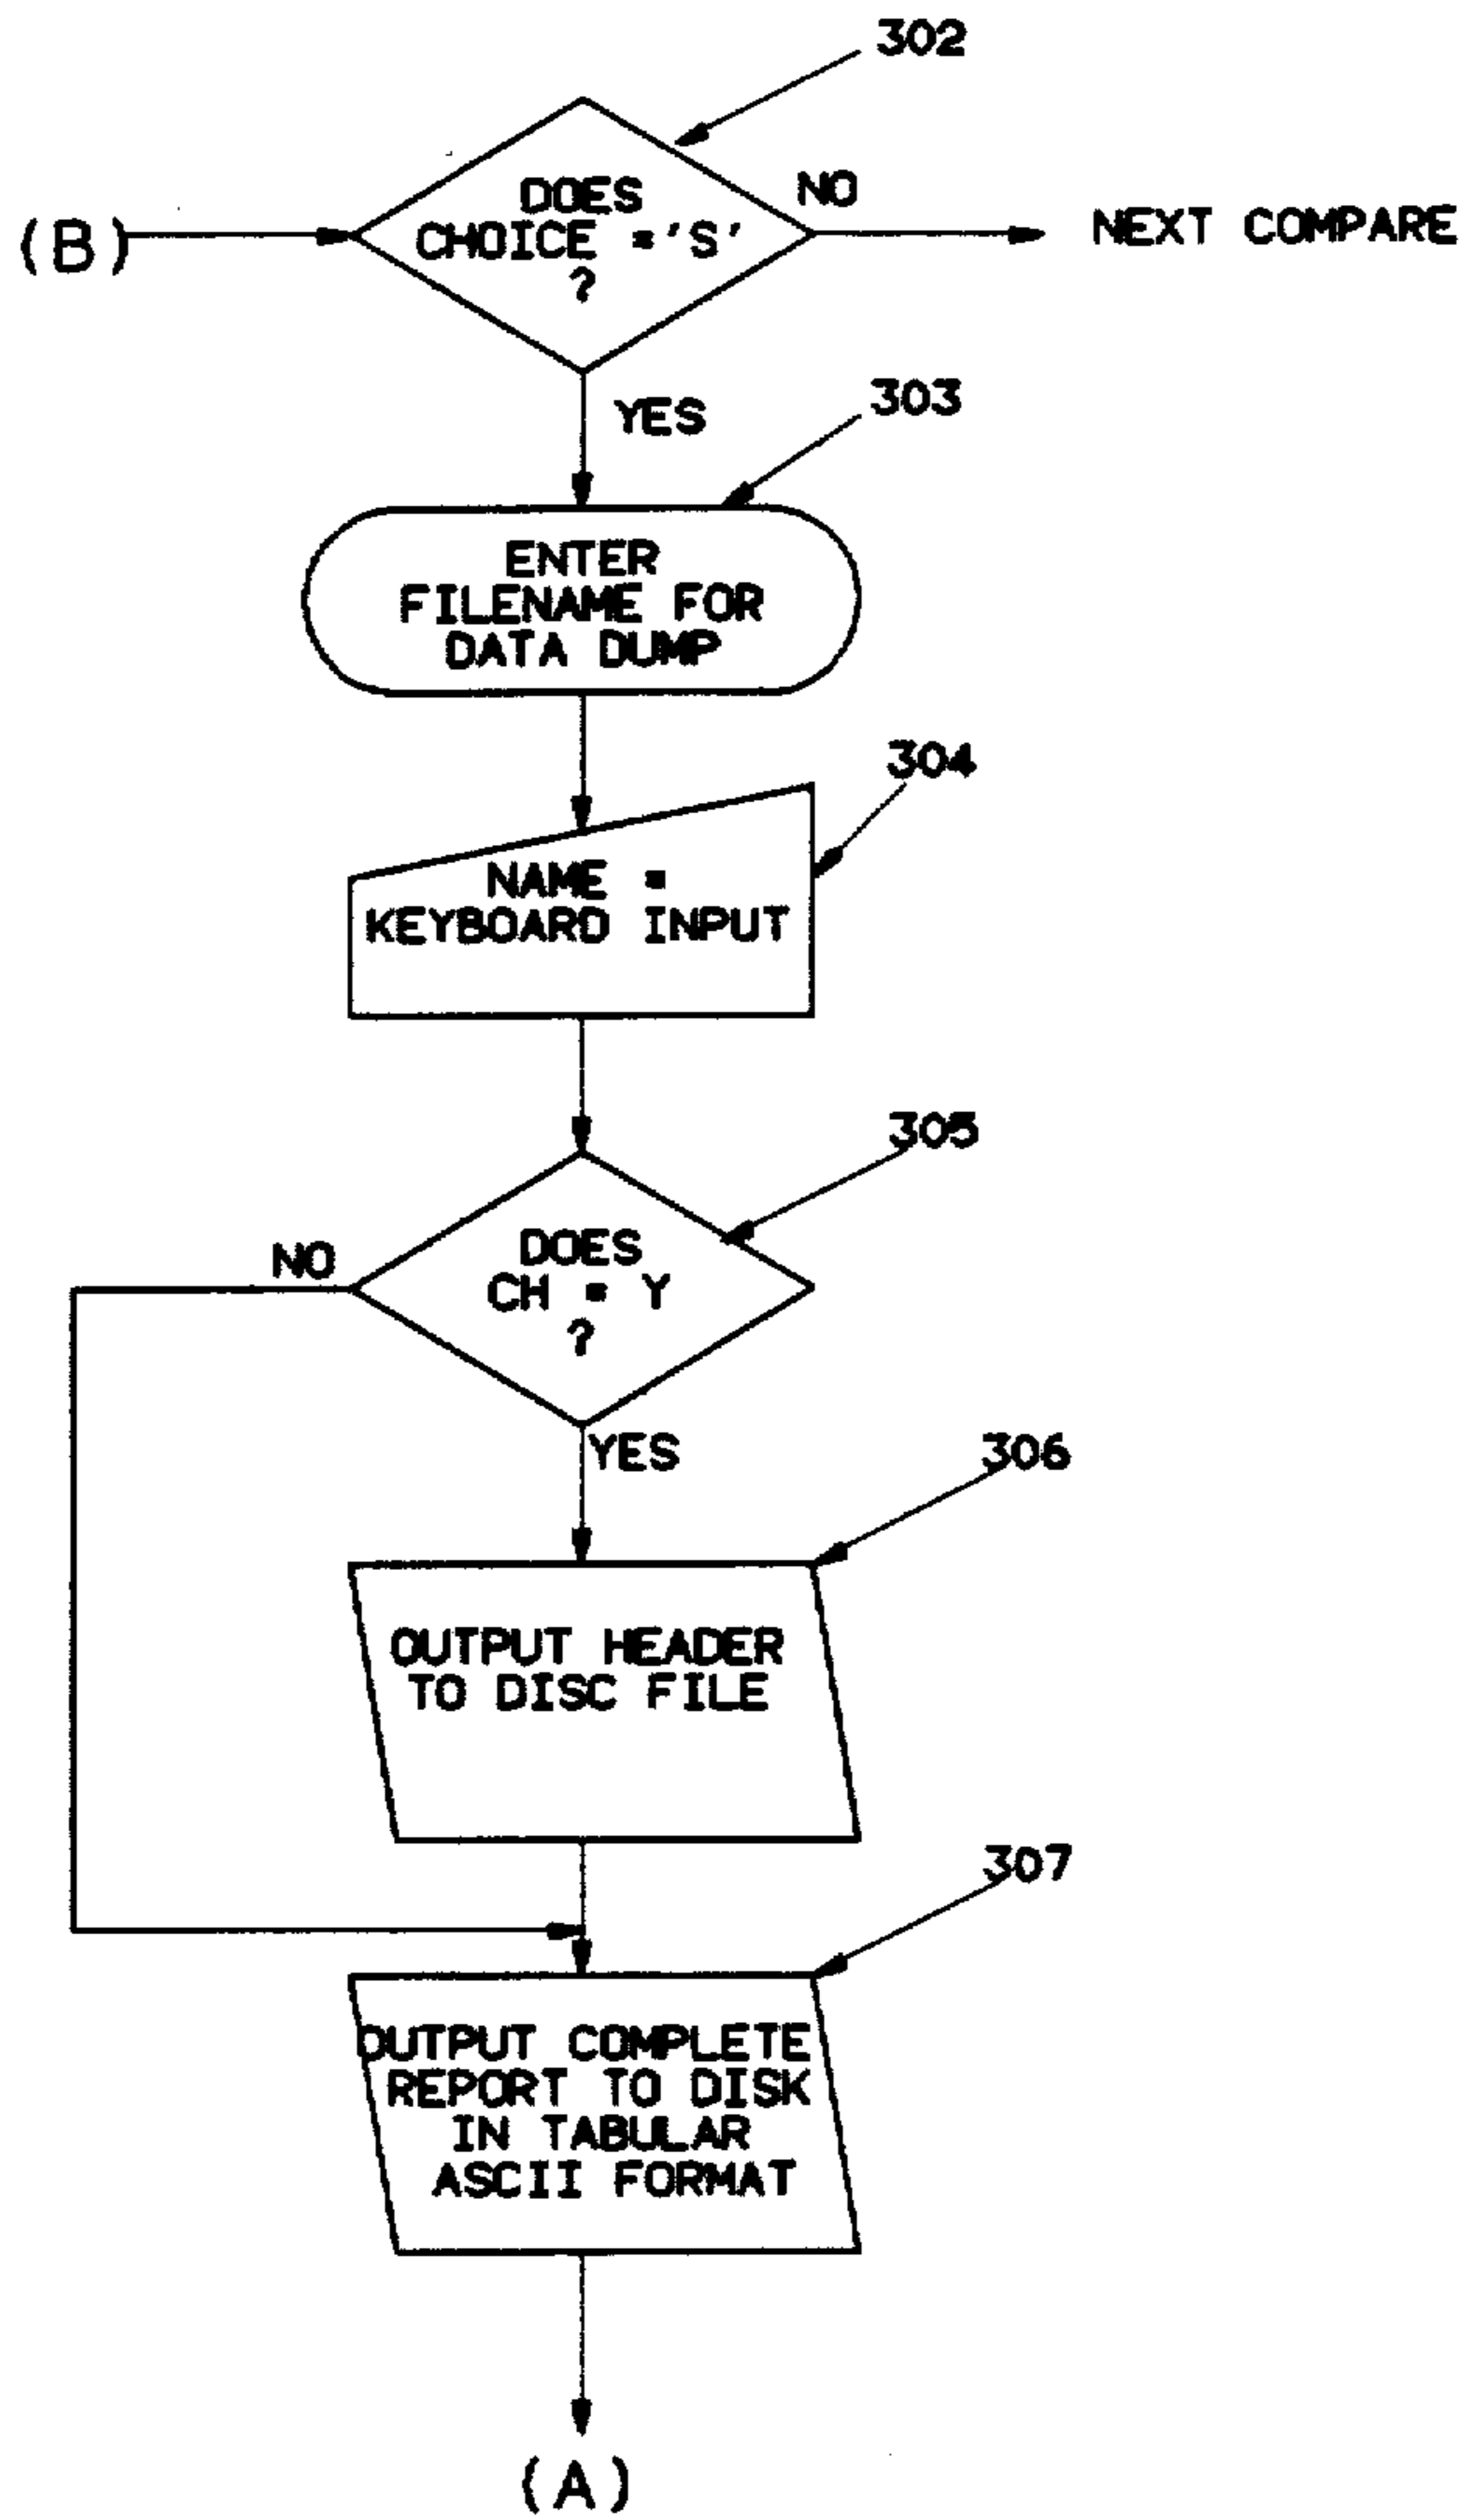 302
DOES
CHOICE ='S'
?
NO
(B)
NEXT COMPARE
YES
303
ENTER
FILENAME FOR
DATA DUMP
304
NAME =
KEYBOARD INPUT
305
DOES
CH = Y
?
NO
YES
306
OUTPUT HEADER
TO DISC FILE
307
OUTPUT COMPLETE
REPORT TO DISK
IN TABULAR
ASCII FORMAT
(A)